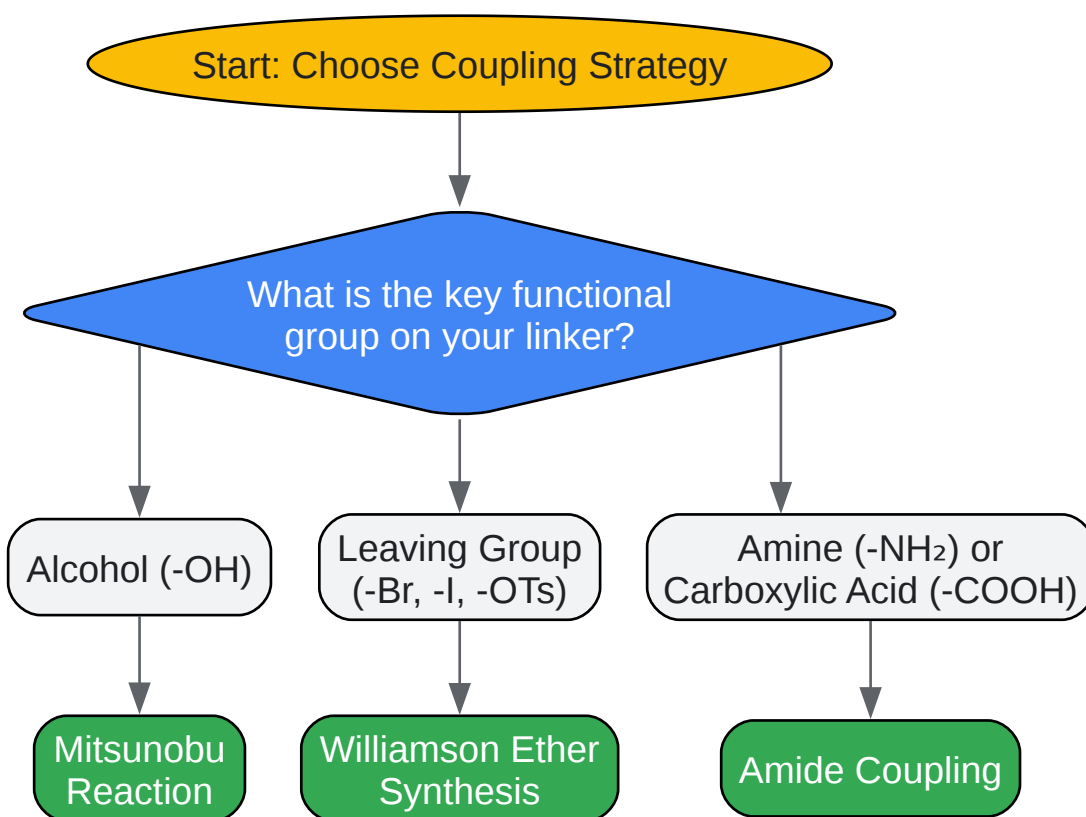 Start: Choose Coupling Strategy
What is the key functional
group on your linker?
Alcohol (-OH)
Leaving Group
(-Br, -I, -OTs)
Amine (-NH₂) or
Carboxylic Acid (-COOH)
Mitsunobu
Reaction
Williamson Ether
Synthesis
Amide Coupling